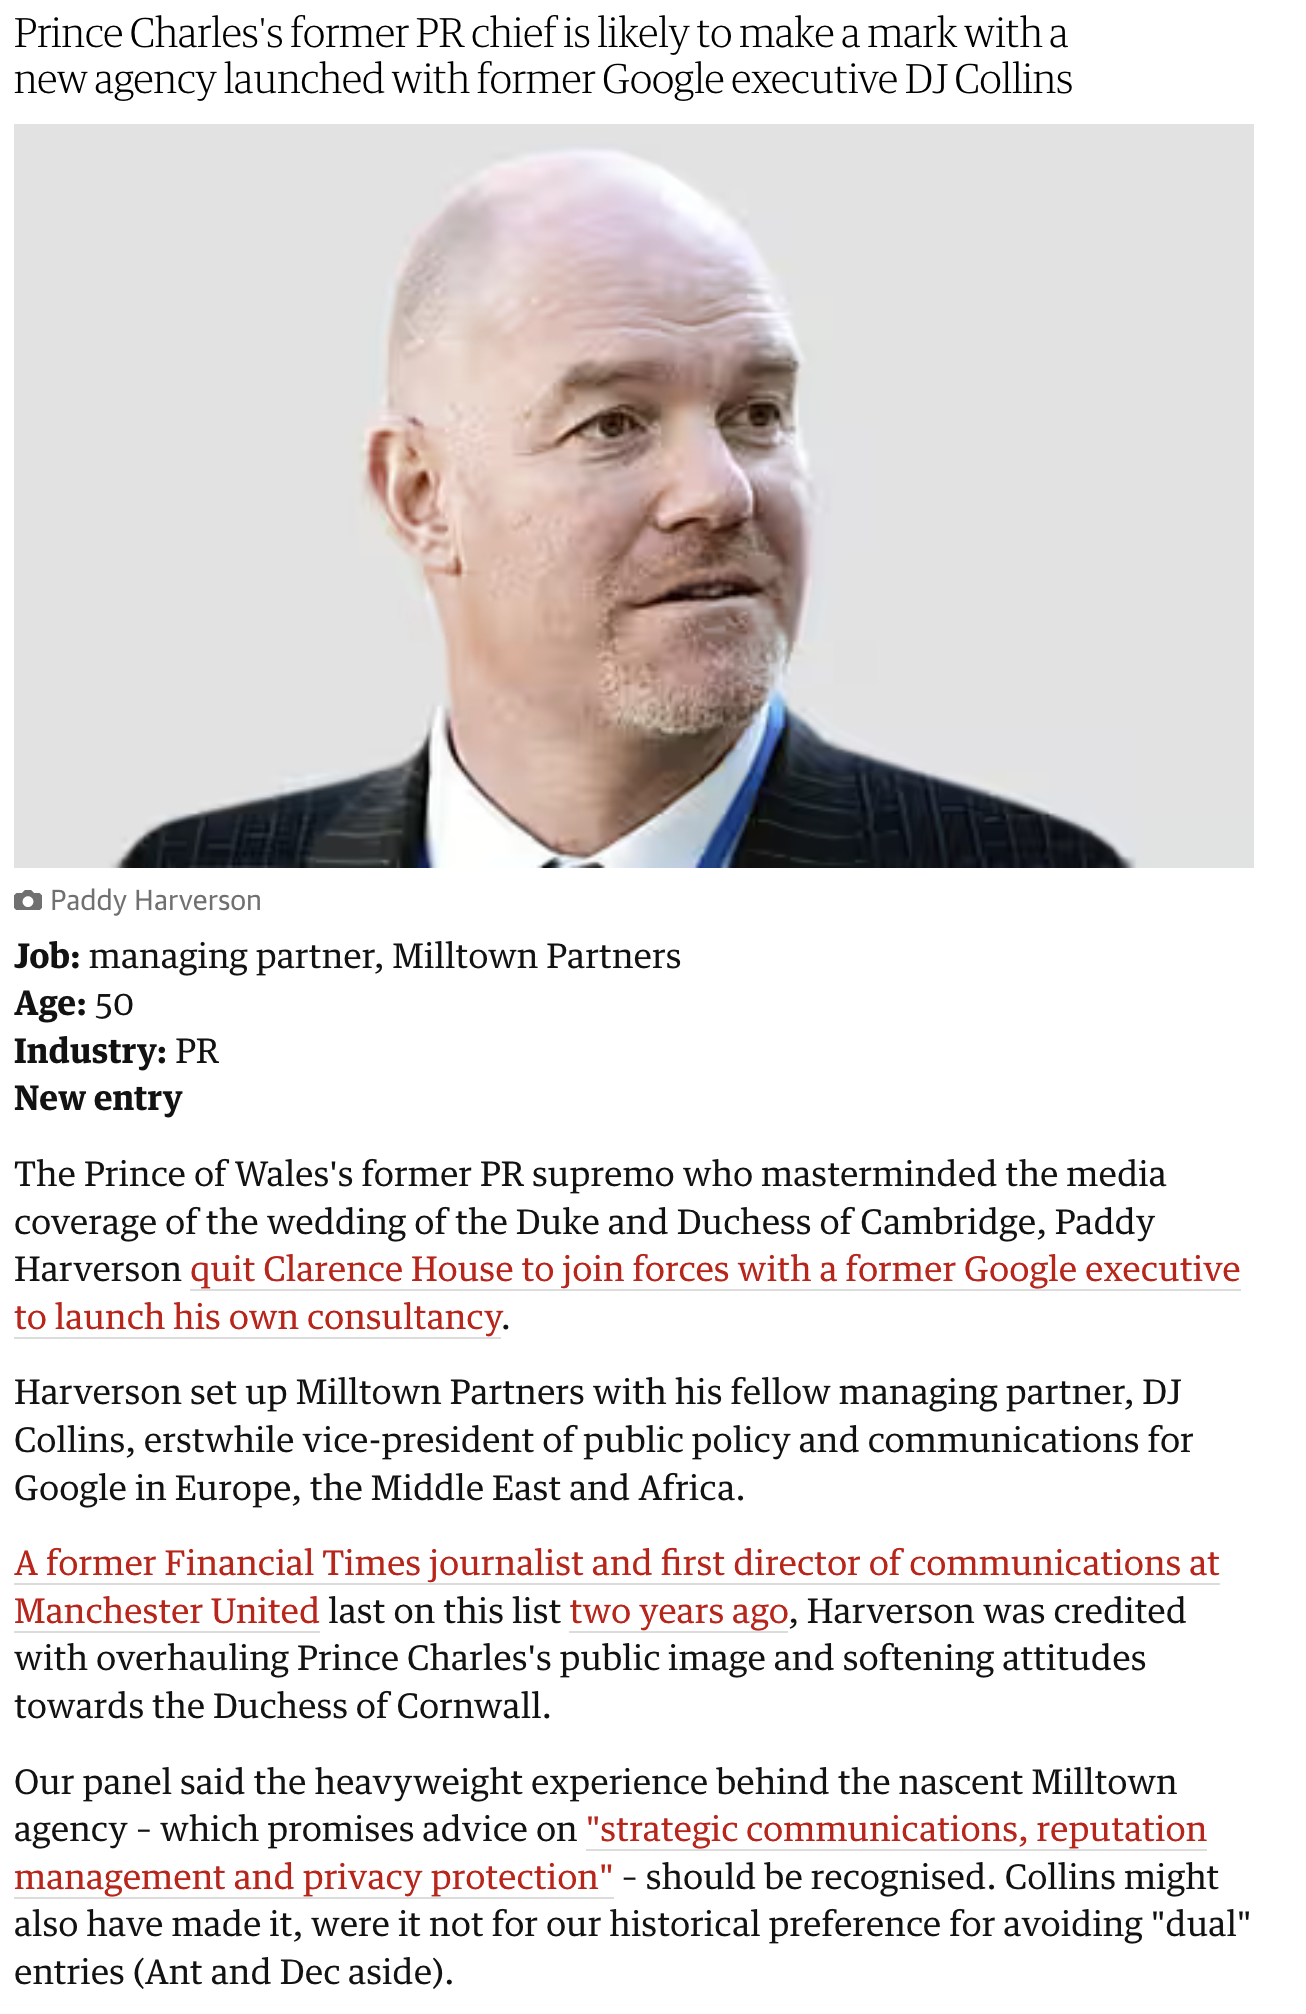 Prince Charles's former PR chief is likely to make a mark with a
new agency launched with former Google executive DJ Collins
Paddy Harverson
Job: managing partner, Milltown Partners
Age: 50
Industry: PR
New entry
The Prince of Wales's former PR supremo who masterminded the media
coverage of the wedding of the Duke and Duchess of Cambridge, Paddy
Harverson quit Clarence House to join forces with a former Google executive
to launch his own consultancy.
Harverson set up Milltown Partners with his fellow managing partner, DJ
Collins, erstwhile vice-president of public policy and communications for
Google in Europe, the Middle East and Africa.
A former Financial Times journalist and first director of communications at
Manchester United last on this list two years ago, Harverson was credited
with overhauling Prince Charles's public image and softening attitudes
towards the Duchess of Cornwall.
Our panel said the heavyweight experience behind the nascent Milltown
agency – which promises advice on "strategic communications, reputation
management and privacy protection" – should be recognised. Collins might
also have made it, were it not for our historical preference for avoiding "dual"
entries (Ant and Dec aside).